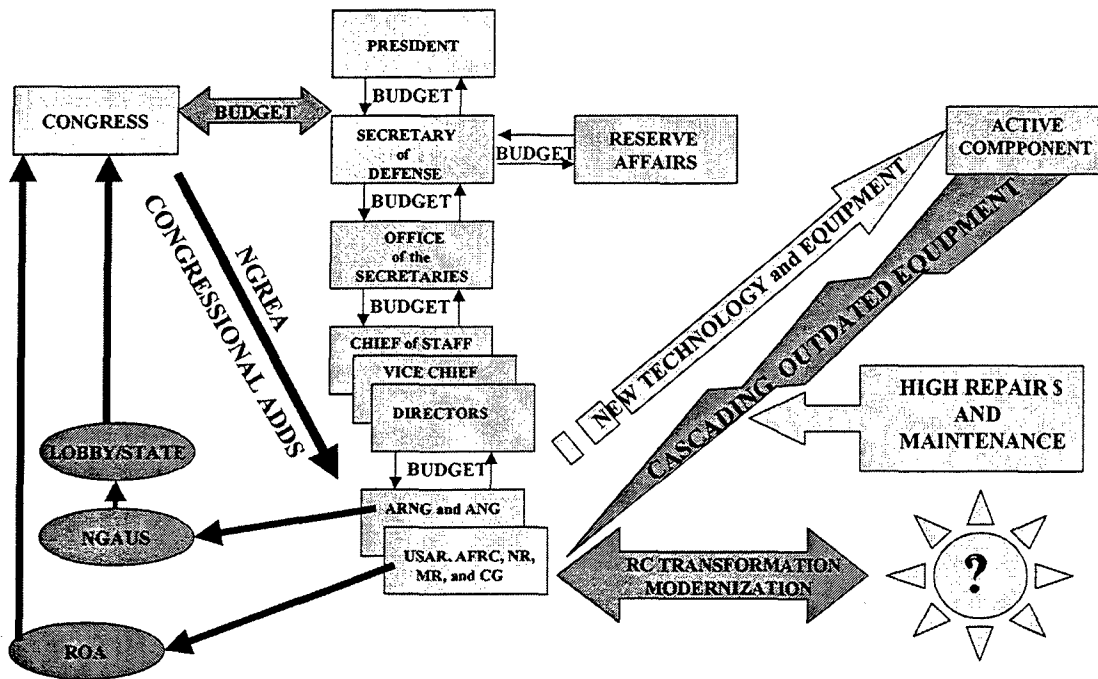 PRESIDENT
BUDGET
CONGRESS
BUDGET
SECRETARY
of
DEFENSE
BUDGET
RESERVE
AFFAIRS
ACTIVE
COMPPONENT
BUDGET
OFFICE
of the
SECRETARIES
BUDGET
CHIEF of STAFF
VICE CHIEF
DIRECTORS
BUDGET
NGREA
CONGRESSIONAL ADDS
NEW TECHNOLOGY and EQUIPMENT
CASCADING OUTDATED EQUIPMENT
HIGH REPAIRS
AND
MAINTENANCE
LOBBY/STATE
NGAUS
ARNG and ANG
USAR, AFRC, NR,
MR, and CG
RC TRANSFORMATION
MODERNIZATION
?
ROA